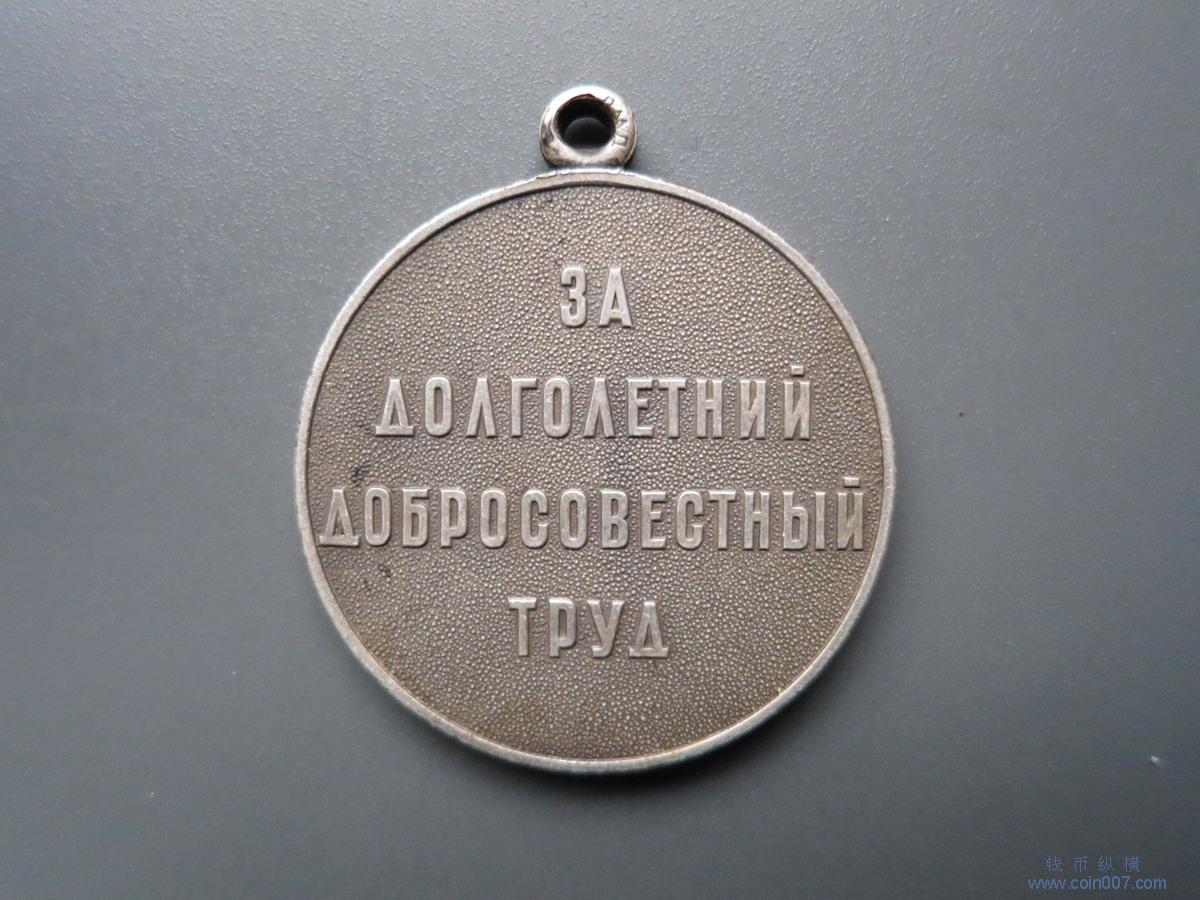 ЗА
ДОЛГОЛЕТНИЙ
ДОБРОСОВЕСТНЫЙ
ТРУД
钱币纵横
www.coin007.com